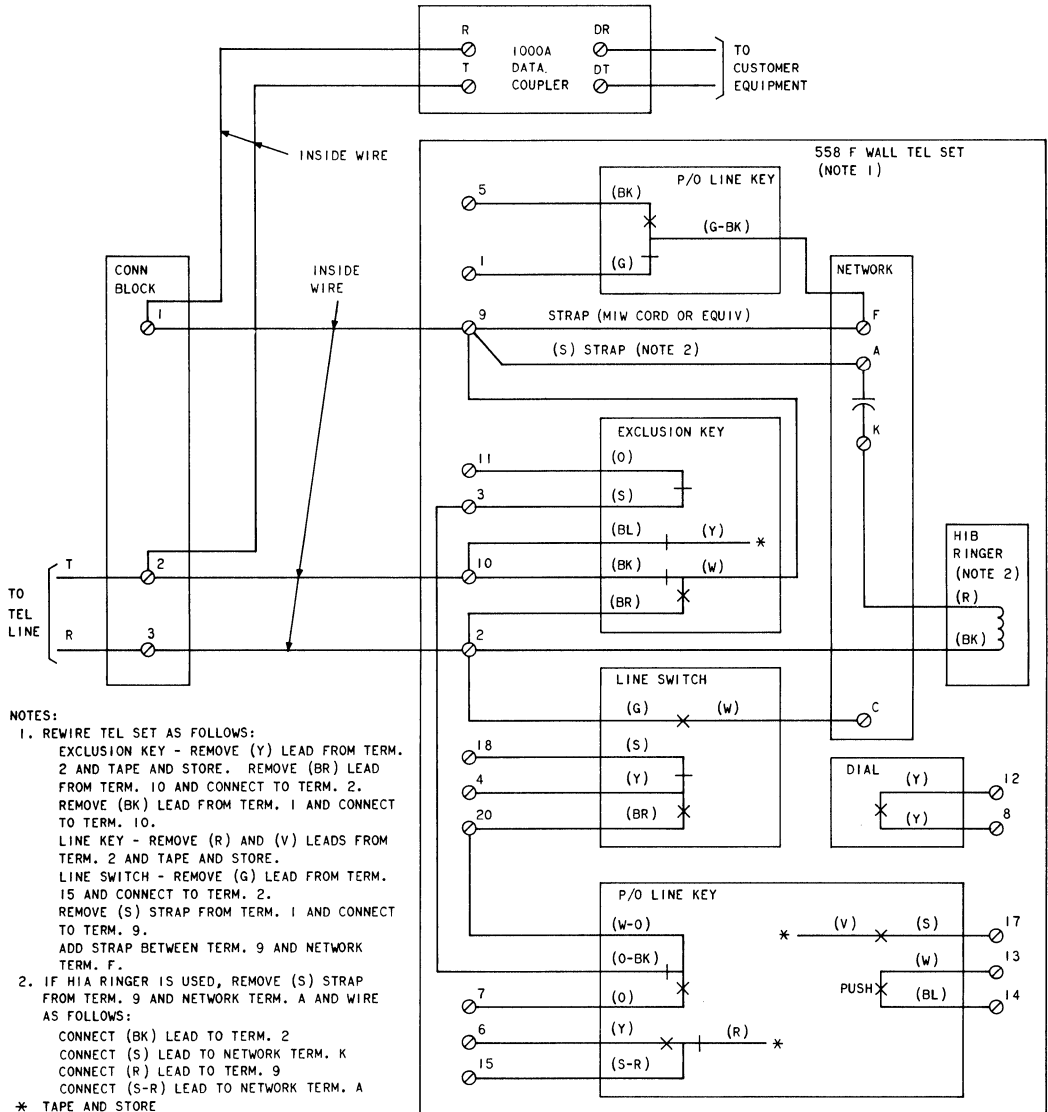 R
DR
1000A
TO
T
DATA.
DT
CUSTOMER
COUPLER
EQUIPMENT
INSIDE WIRE
558 F WALL TEL SET
(NOTE 1)
P/O LINE KEY
5
(BK)
(G-BK)
1
(G)
CONN
BLOCK
INSIDE
WIRE
NETWORK
1
9
STRAP (MIW CORD OR EQUIV)
F
(S) STRAP (NOTE 2)
A
K
EXCLUSION KEY
11
(O)
3
(S)
(BL)
(Y)
*
10
(BK)
(W)
(BR)
2
HIB
RINGER
(NOTE 2)
(R)
(BK)
TO
TEL
LINE
T
2
R
3
LINE SWITCH
(G)
(W)
C
18
(S)
4
(Y)
20
(BR)
DIAL
(Y)
12
(Y)
8
P/O LINE KEY
(W-O)
(O-BK)
7
(O)
6
(Y)
(R)
*
15
(S-R)
*
(V)
(S)
17
(W)
13
PUSH
(BL)
14
NOTES:
1. REWIRE TEL SET AS FOLLOWS:
EXCLUSION KEY - REMOVE (Y) LEAD FROM TERM.
2 AND TAPE AND STORE. REMOVE (BR) LEAD
FROM TERM. 10 AND CONNECT TO TERM. 2.
REMOVE (BK) LEAD FROM TERM. 1 AND CONNECT
TO TERM. 10.
LINE KEY - REMOVE (R) AND (V) LEADS FROM
TERM. 2 AND TAPE AND STORE.
LINE SWITCH - REMOVE (G) LEAD FROM TERM.
15 AND CONNECT TO TERM. 2.
REMOVE (S) STRAP FROM TERM. 1 AND CONNECT
TO TERM. 9.
ADD STRAP BETWEEN TERM. 9 AND NETWORK
TERM. F.
2. IF HIA RINGER IS USED, REMOVE (S) STRAP
FROM TERM. 9 AND NETWORK TERM. A AND WIRE
AS FOLLOWS:
CONNECT (BK) LEAD TO TERM. 2
CONNECT (S) LEAD TO NETWORK TERM. K
CONNECT (R) LEAD TO TERM. 9
CONNECT (S-R) LEAD TO NETWORK TERM. A
* TAPE AND STORE